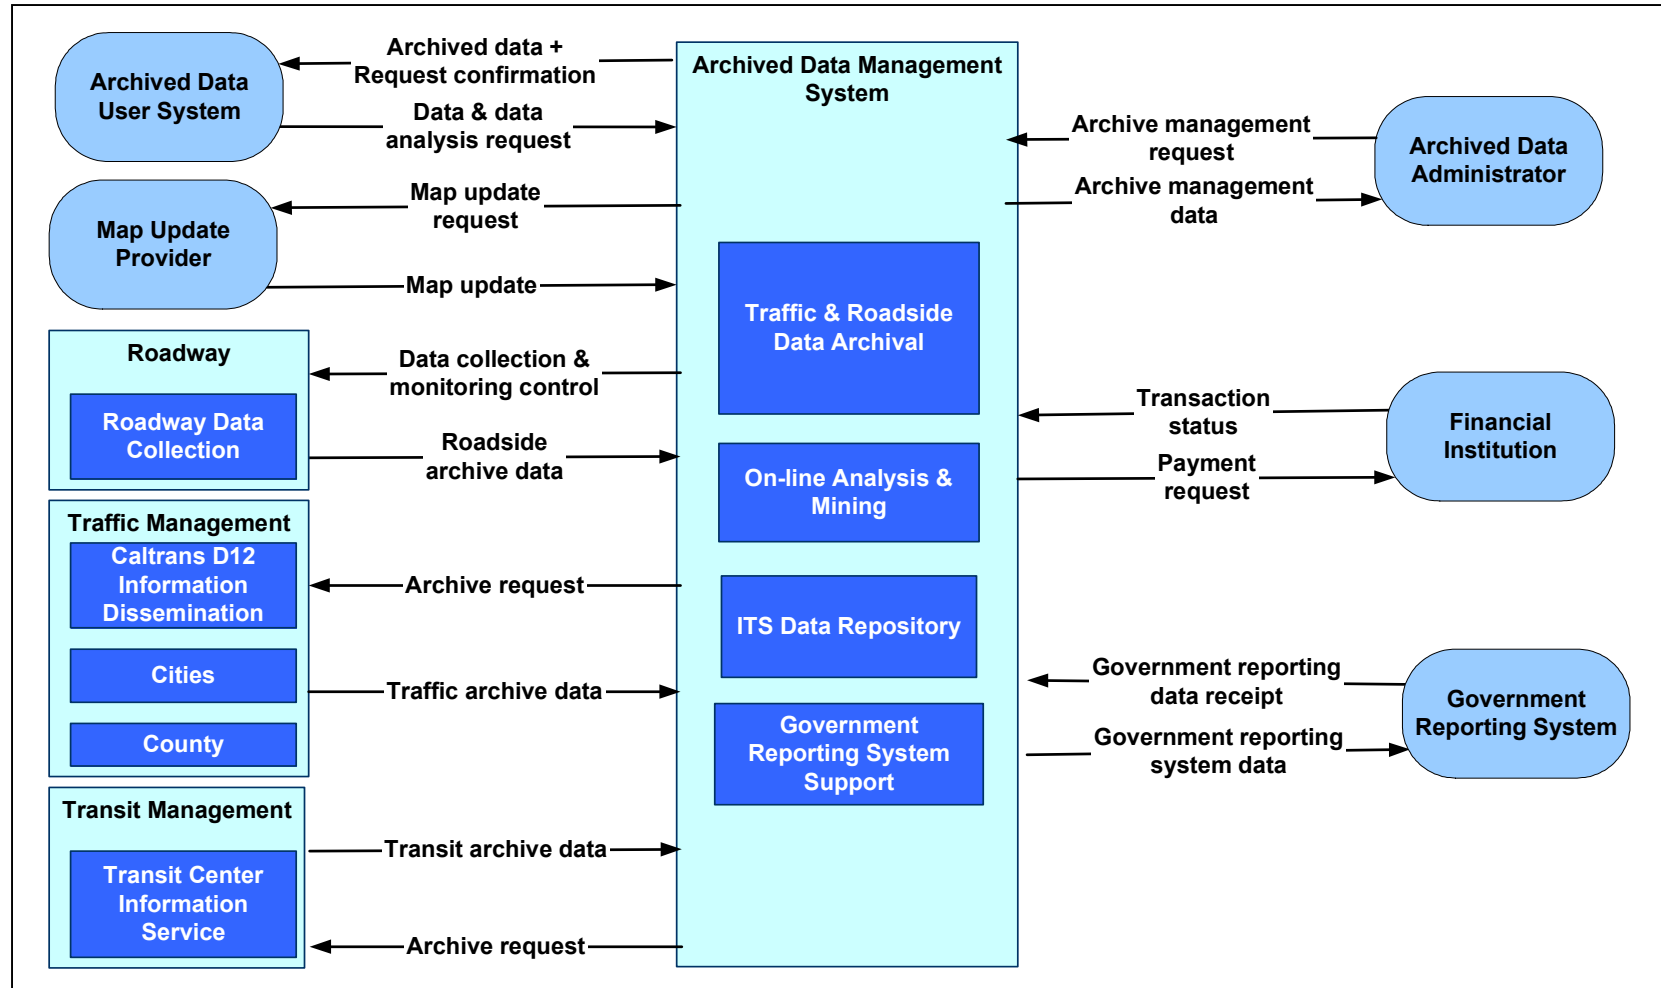 Archived Data
User System
Archived data +
Request confirmation
Data & data
analysis request
Map Update
Provider
Map update
request
Map update
Roadway
Roadway Data
Collection
Data collection &
monitoring control
Roadside
archive data
Traffic Management
Caltrans D12
Information
Dissemination
Cities
County
Archive request
Traffic archive data
Transit Management
Transit Center
Information
Service
Transit archive data
Archive request
Archived Data Management
System
Traffic & Roadside
Data Archival
On-line Analysis &
Mining
ITS Data Repository
Government
Reporting System
Support
Archive management
request
Archive management
data
Archived Data
Administrator
Transaction
status
Payment
request
Financial
Institution
Government reporting
data receipt
Government reporting
system data
Government
Reporting System